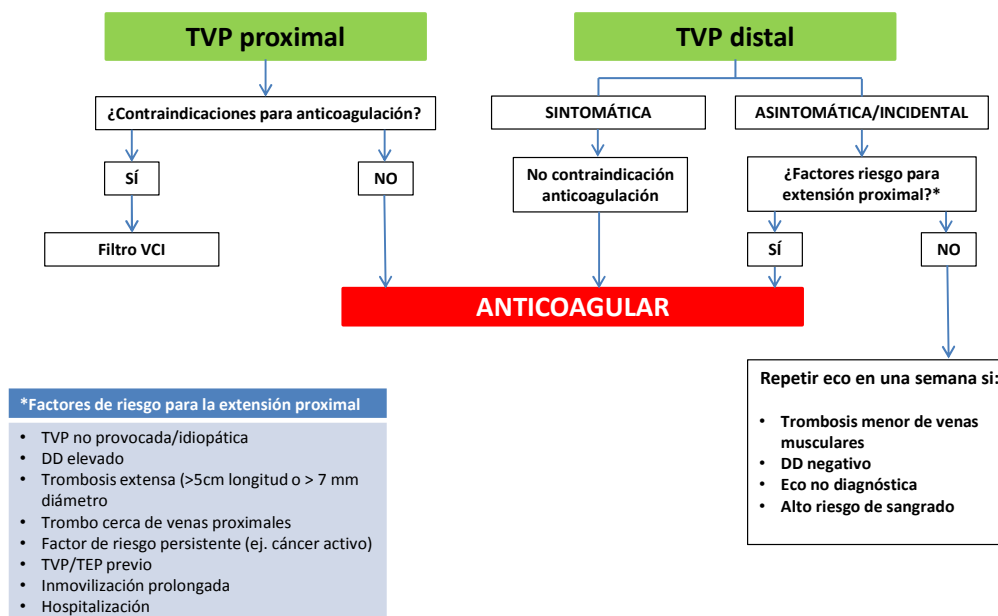 TVP proximal
¿Contraindicaciones para anticoagulación?
SÍ
NO
Filtro VCI
TVP distal
SINTOMÁTICA
ASINTOMÁTICA/INCIDENTAL
No contraindicación
anticoagulación
¿Factores riesgo para
extensión proximal?*
SÍ
NO
ANTICOAGULAR
Repetir eco en una semana si:
• Trombosis menor de venas
musculares
• DD negativo
• Eco no diagnóstica
• Alto riesgo de sangrado
*Factores de riesgo para la extensión proximal
• TVP no provocada/idiopática
• DD elevado
• Trombosis extensa (>5cm longitud o > 7 mm
diámetro
• Trombo cerca de venas proximales
• Factor de riesgo persistente (ej. cáncer activo)
• TVP/TEP previo
• Inmovilización prolongada
• Hospitalización